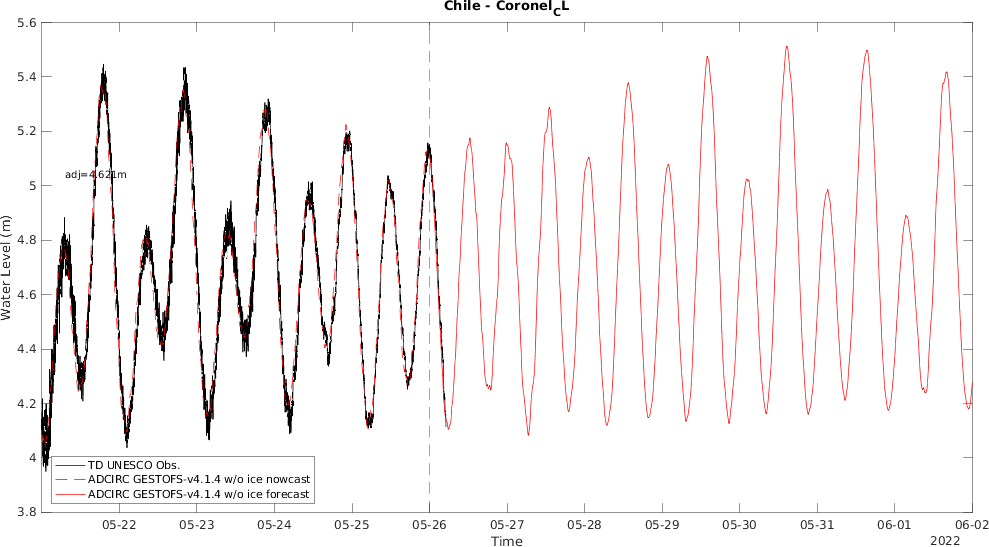 Chile - Coronel_CL
5.6
5.4
5.2
5
4.8
4.6
4.4
4.2
4
3.8
Water Level (m)
adj=4.621m
TD UNESCO Obs.
ADCIRC GESTOFS-v4.1.4 w/o ice nowcast
ADCIRC GESTOFS-v4.1.4 w/o ice forecast
05-22 05-23 05-24 05-25 05-26 05-27 05-28 05-29 05-30 05-31 06-01 06-02
Time
2022